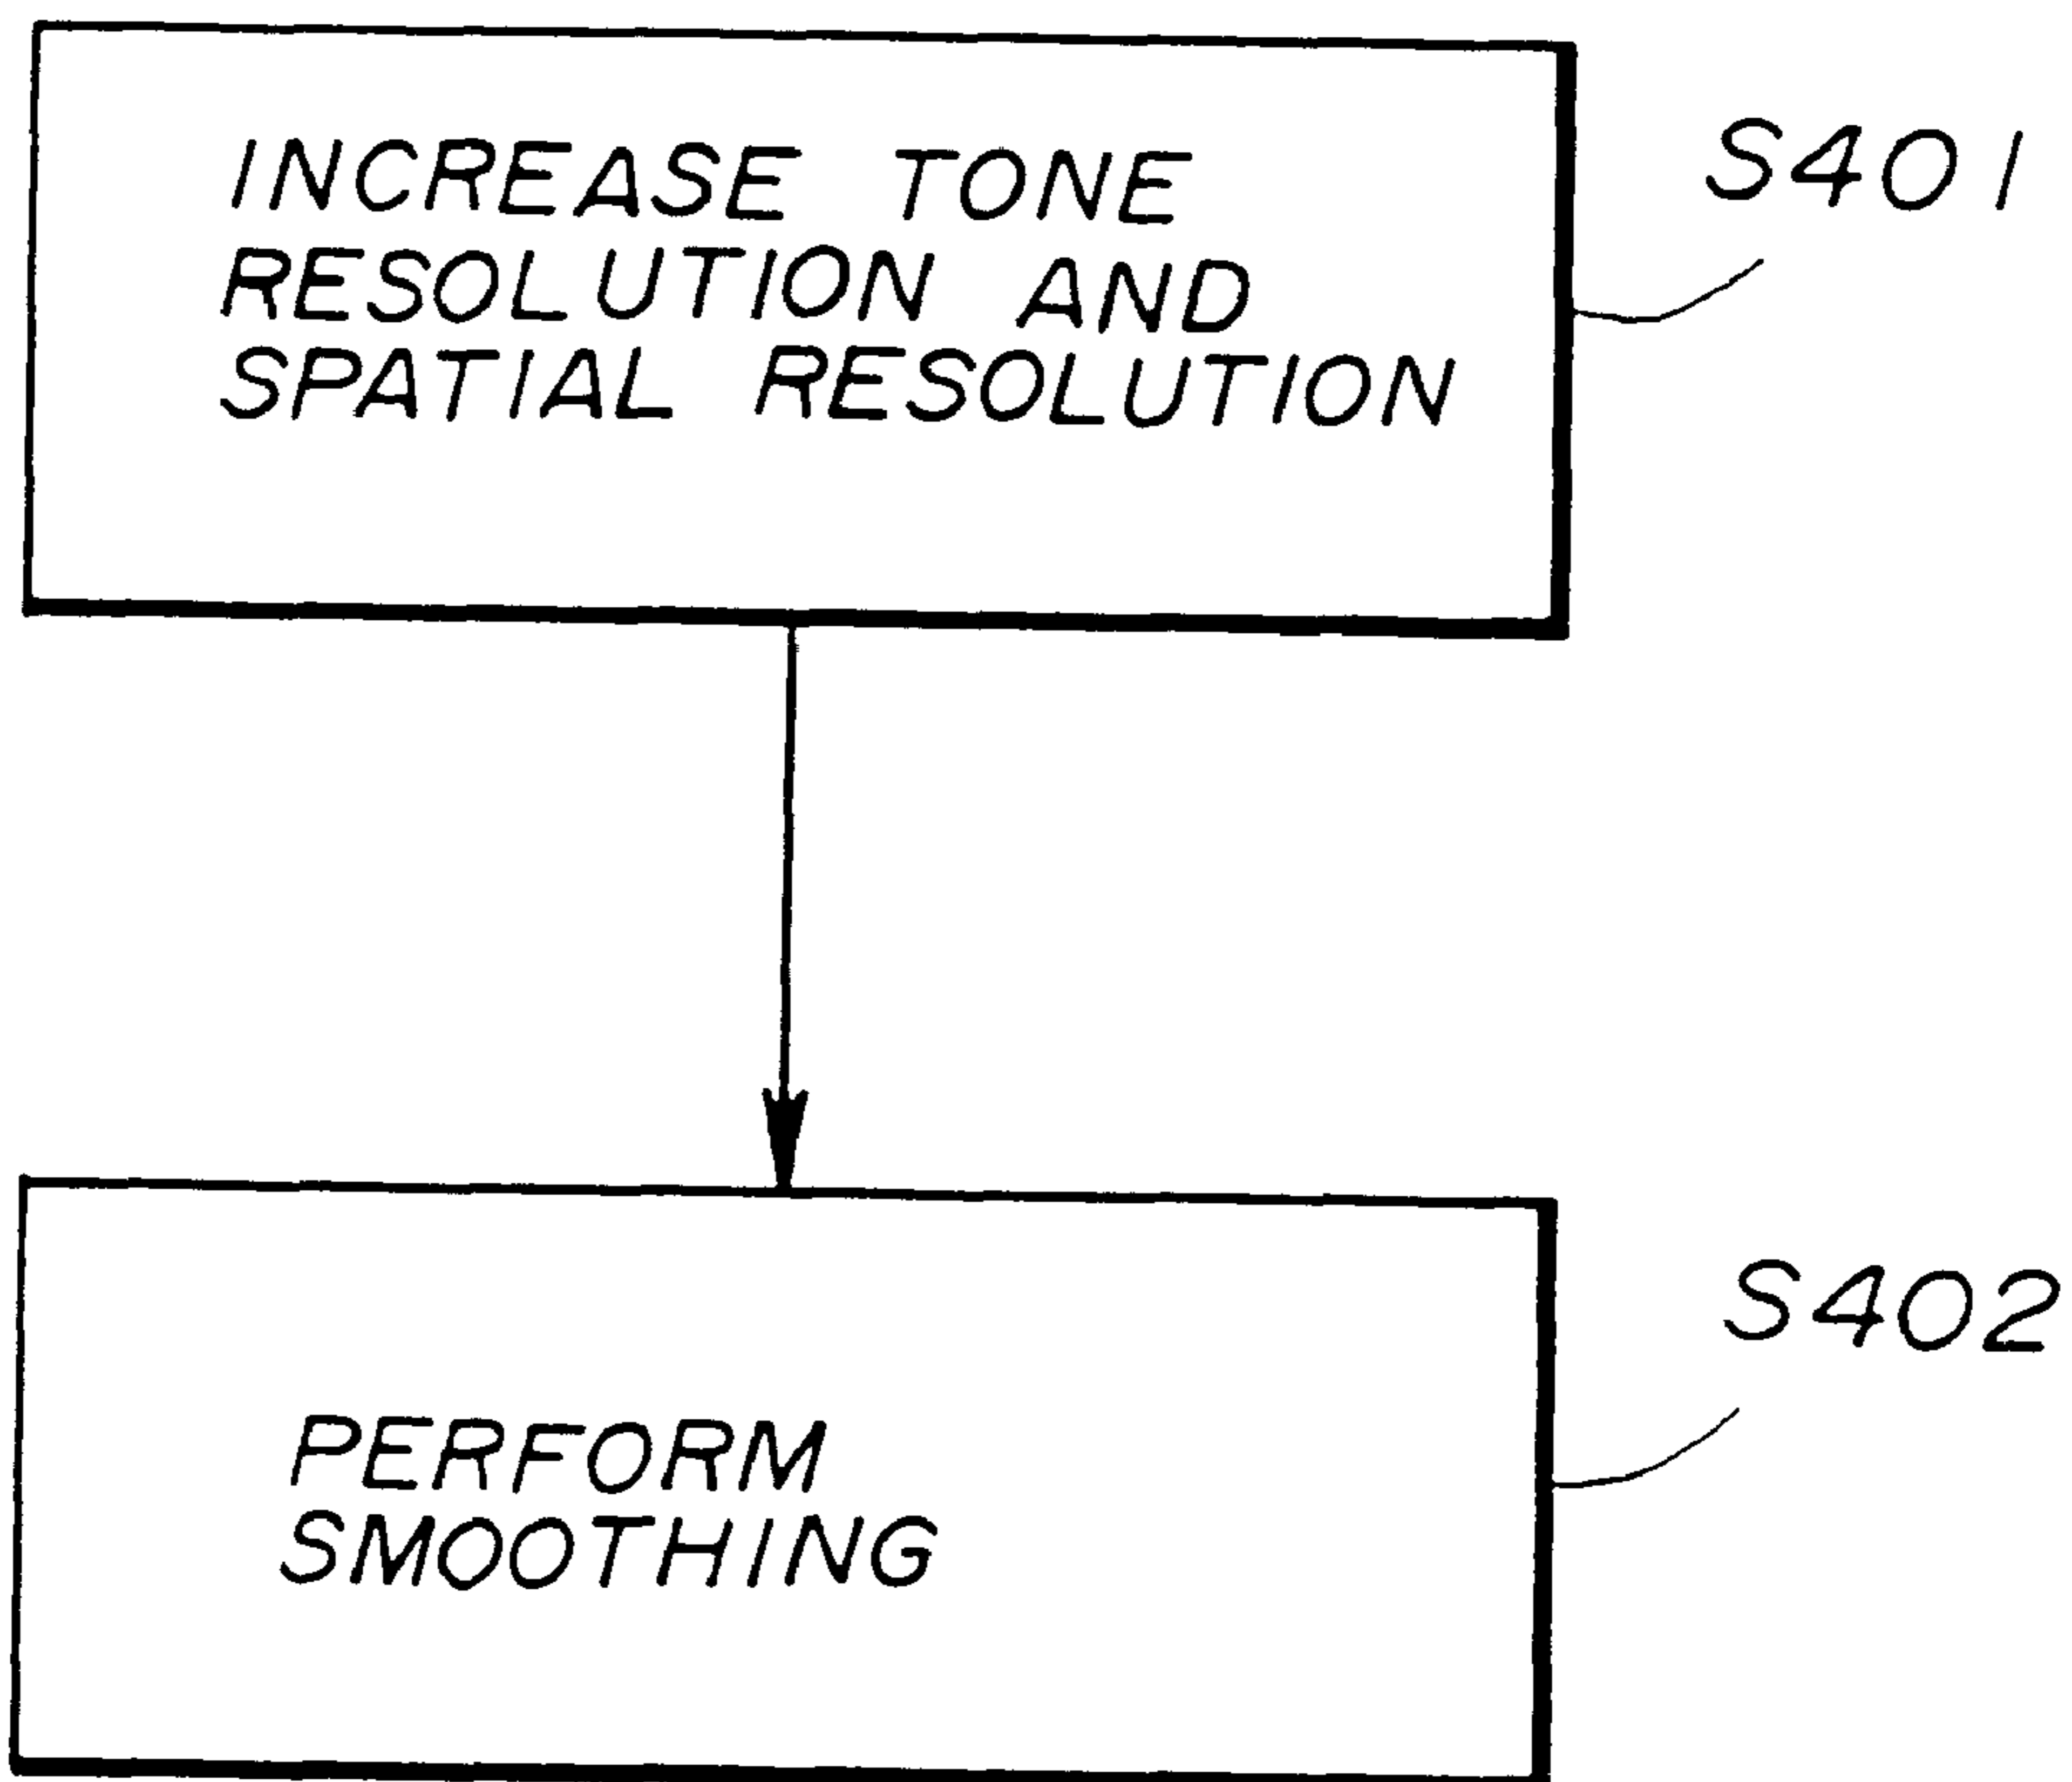 INCREASE TONE
RESOLUTION AND
SPATIAL RESOLUTION
S401
PERFORM
SMOOTHING
S402